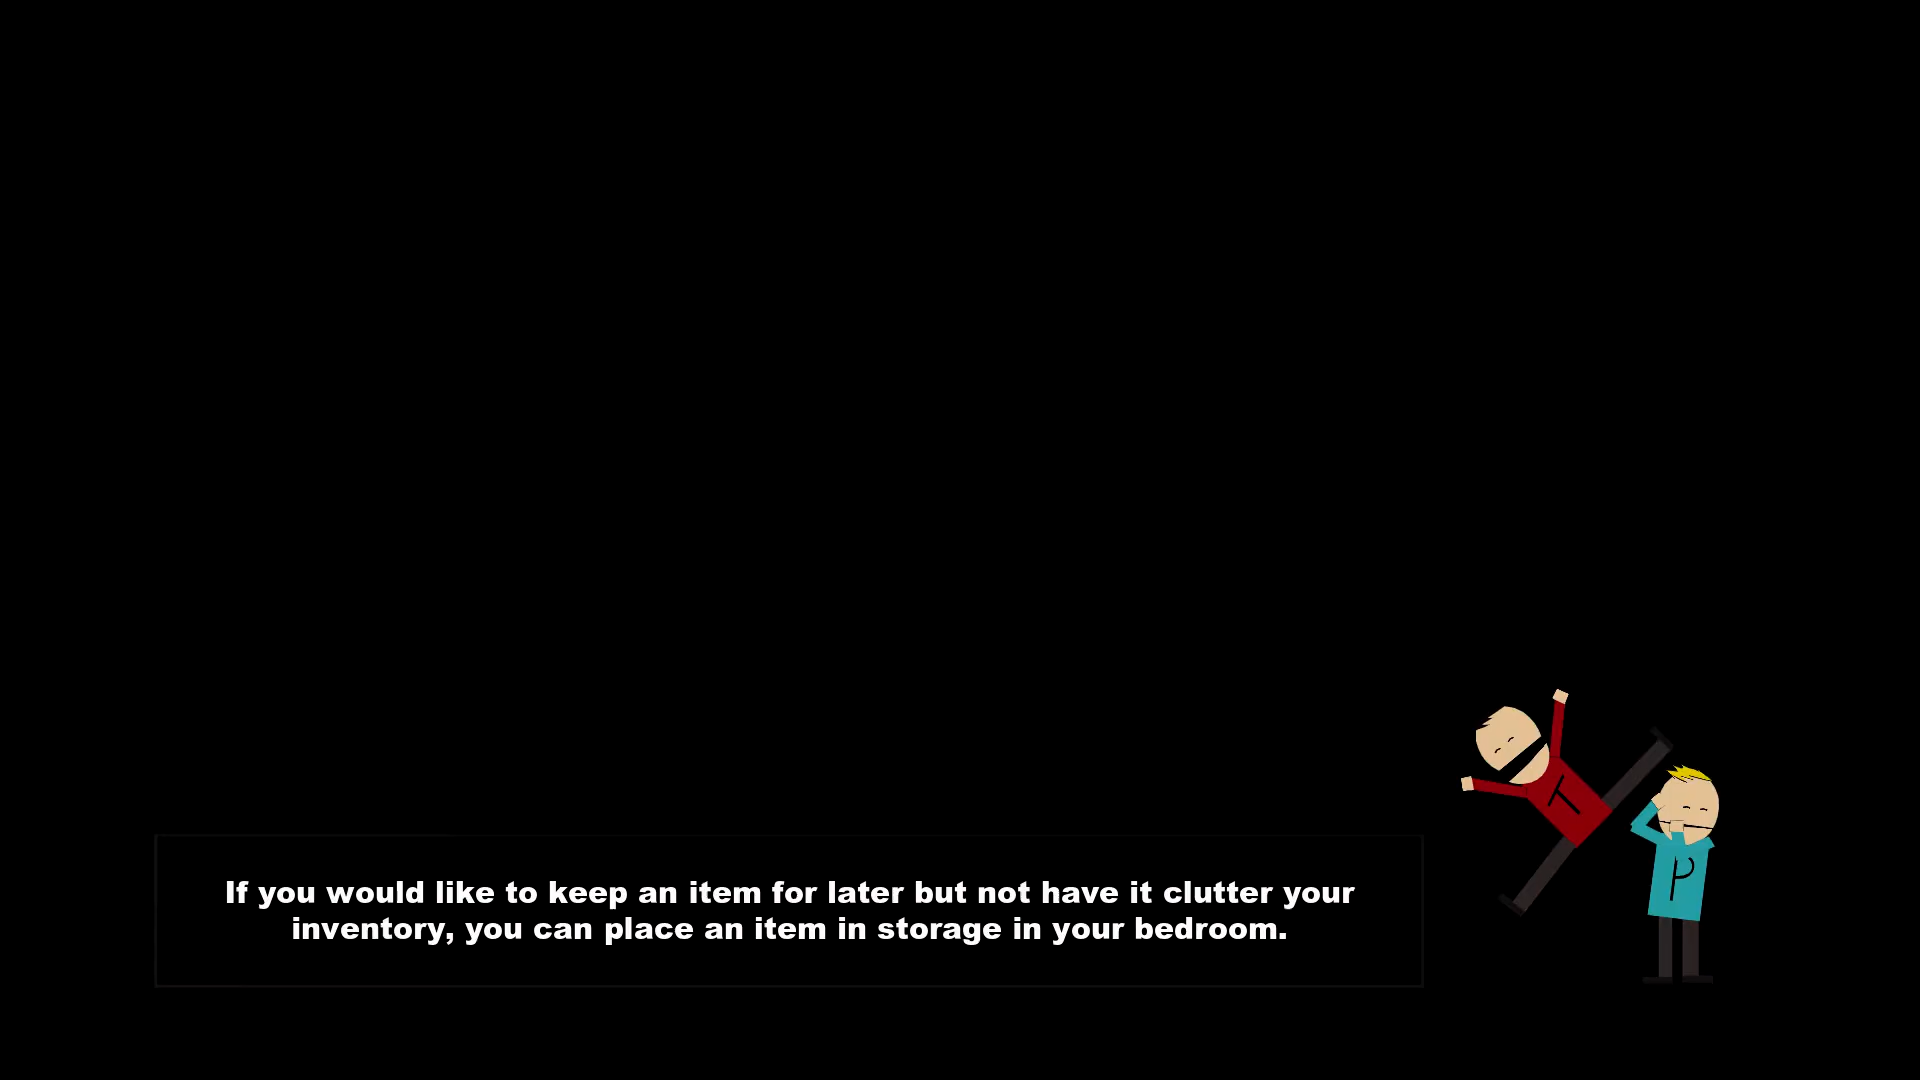 T
P
If you would like to keep an item for later but not have it clutter your
inventory, you can place an item in storage in your bedroom.